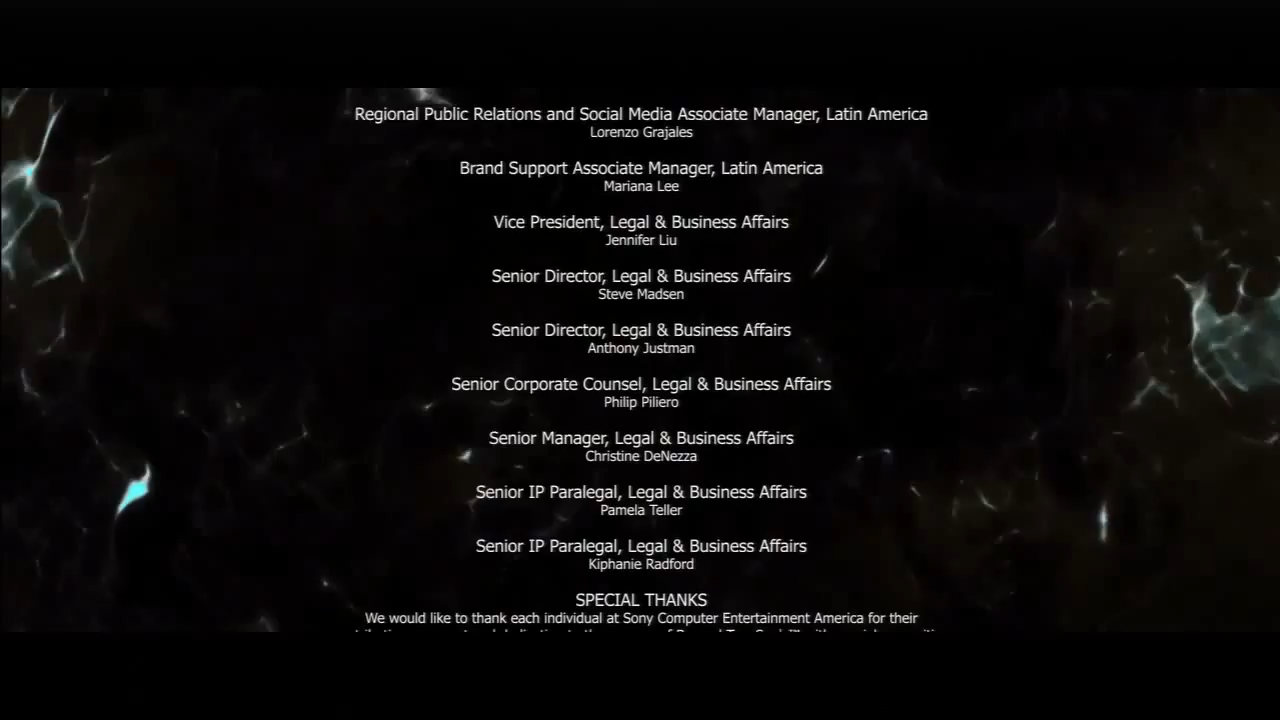 Regional Public Relations and Social Media Associate Manager, Latin America
Lorenzo Grajales
Brand Support Associate Manager, Latin America
Mariana Lee
Vice President, Legal & Business Affairs
Jennifer Liu
Senior Director, Legal & Business Affairs
Steve Madsen
Senior Director, Legal & Business Affairs
Anthony Justman
Senior Corporate Counsel, Legal & Business Affairs
Philip Piliero
Senior Manager, Legal & Business Affairs
Christine DeNezza
Senior IP Paralegal, Legal & Business Affairs
Pamela Teller
Senior IP Paralegal, Legal & Business Affairs
Kiphanie Radford
SPECIAL THANKS
We would like to thank each individual at Sony Computer Entertainment America for their